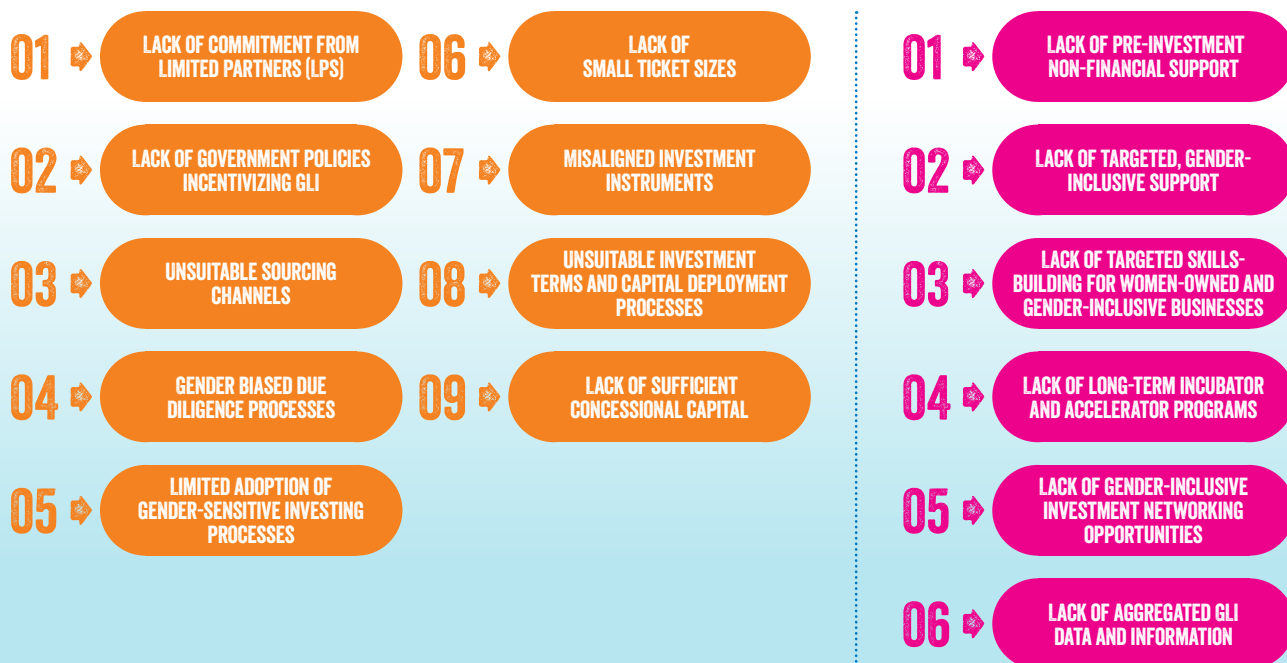 01
LACK OF COMMITMENT FROM
LIMITED PARTNERS (LPS)
02
LACK OF GOVERNMENT POLICIES
INCENTIVIZING GLI
03
UNSUITABLE SOURCING
CHANNELS
04
GENDER BIASED DUE
DILIGENCE PROCESSES
05
LIMITED ADOPTION OF
GENDER-SENSITIVE INVESTING
PROCESSES
06
LACK OF
SMALL TICKET SIZES
07
MISALIGNED INVESTMENT
INSTRUMENTS
08
UNSUITABLE INVESTMENT
TERMS AND CAPITAL DEPLOYMENT
PROCESSES
09
LACK OF SUFFICIENT
CONCESSIONAL CAPITAL
01
LACK OF PRE-INVESTMENT
NON-FINANCIAL SUPPORT
02
LACK OF TARGETED, GENDER-
INCLUSIVE SUPPORT
03
LACK OF TARGETED SKILLS-
BUILDING FOR WOMEN-OWNED AND
GENDER-INCLUSIVE BUSINESSES
04
LACK OF LONG-TERM INCUBATOR
AND ACCELERATOR PROGRAMS
05
LACK OF GENDER-INCLUSIVE
INVESTMENT NETWORKING
OPPORTUNITIES
06
LACK OF AGGREGATED GLI
DATA AND INFORMATION